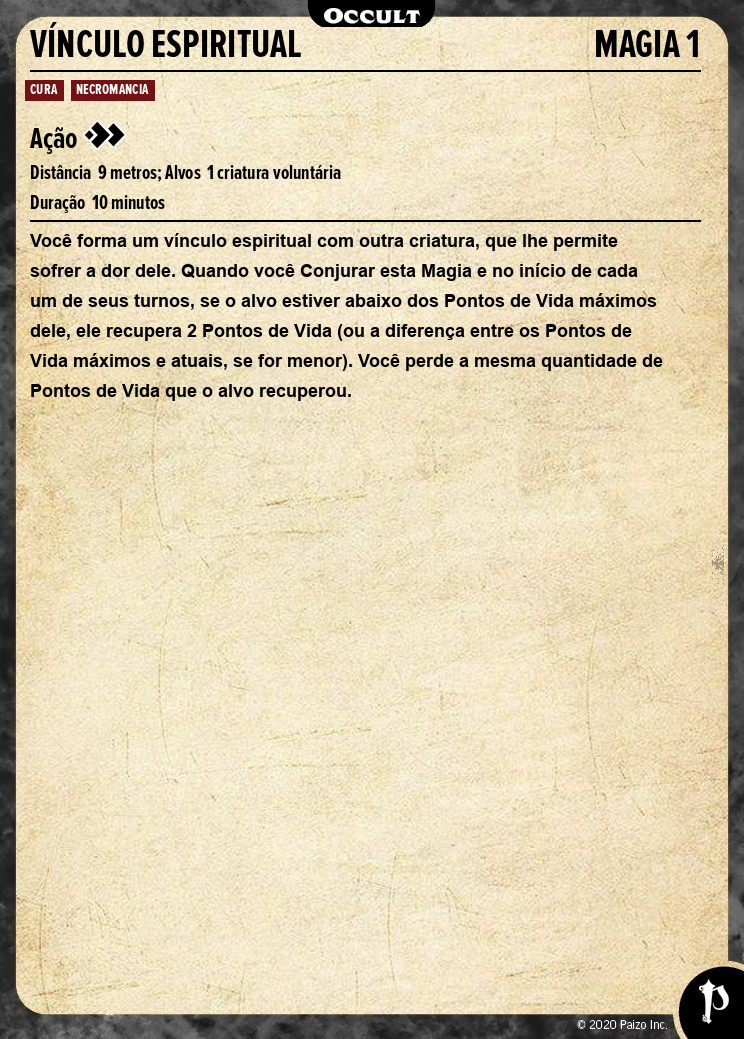 OCCULT
VÍNCULO ESPIRITUAL MAGIA 1
CURA NECROMANCIA
Ação
Distância 9 metros; Alvos 1 criatura voluntária
Duração 10 minutos
Você forma um vínculo espiritual com outra criatura, que lhe permite
sofrer a dor dele. Quando você Conjurar esta Magia e no início de cada
um de seus turnos, se o alvo estiver abaixo dos Pontos de Vida máximos
dele, ele recupera 2 Pontos de Vida (ou a diferença entre os Pontos de
Vida máximos e atuais, se for menor). Você perde a mesma quantidade de
Pontos de Vida que o alvo recuperou.
© 2020 Paizo Inc.
P